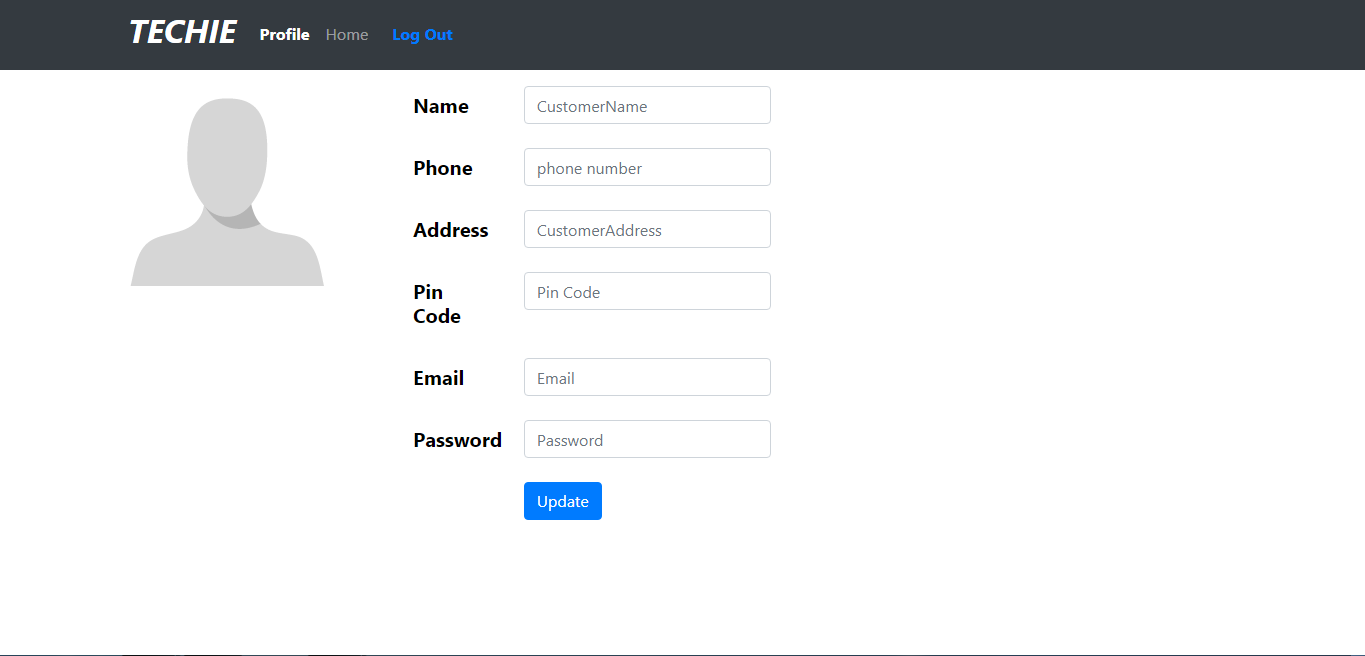 TECHIE Profile Home Log Out
Name CustomerName
Phone phone number
Address CustomerAddress
Pin Code Pin Code
Email Email
Password Password
Update